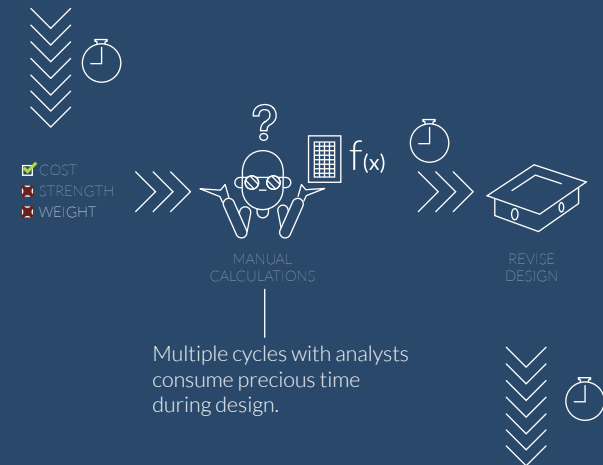 ?
f(x)
COST
STRENGTH
WEIGHT
MANUAL
CALCULATIONS
REVISE
DESIGN
Multiple cycles with analysts
consume precious time
during design.